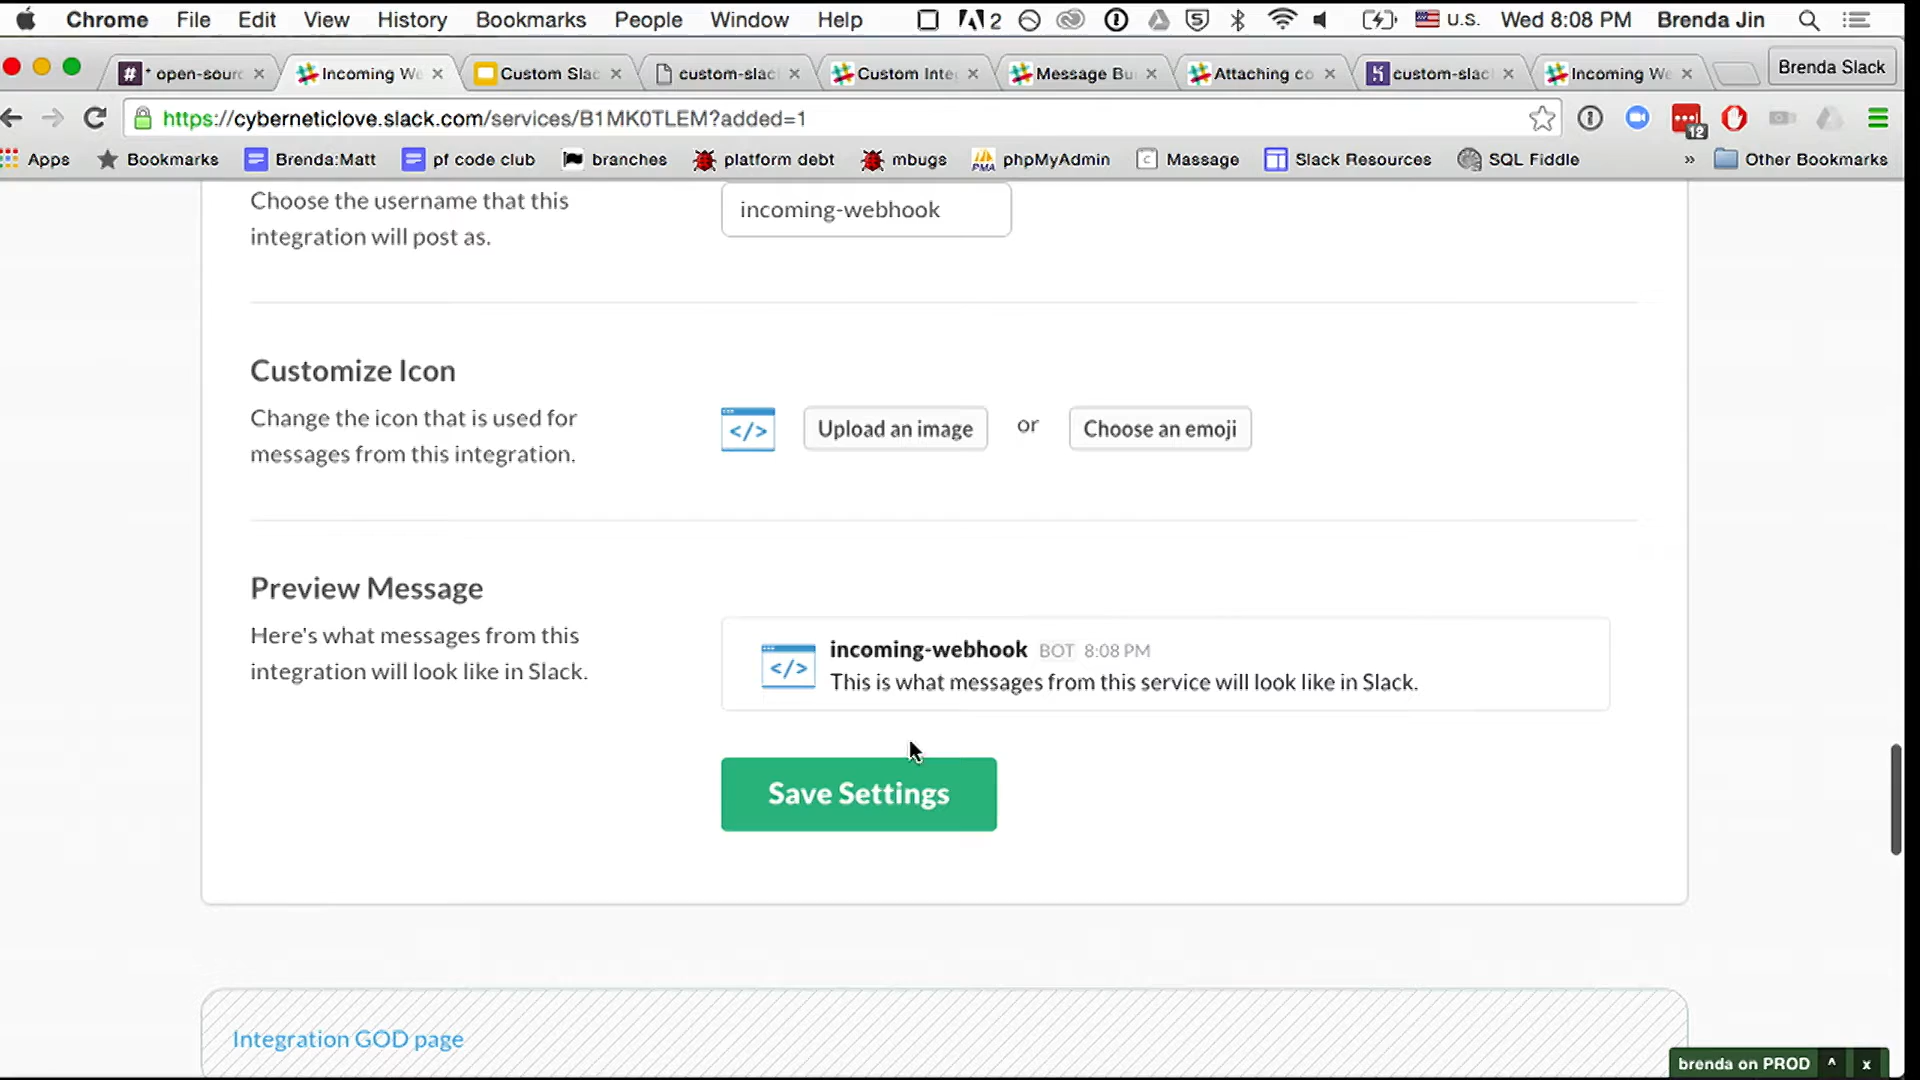 Chrome File Edit View History Bookmarks People Window Help 2 U.S. Wed 8:08 PM Brenda Jin
* open-sour Incoming We Custom Slac custom-slac Custom Inte Message Bu Attaching co custom-slac Incoming We Brenda Slack
https://cyberneticlove.slack.com/services/B1MK0TLEM?added=1 12
Apps Bookmarks Brenda:Matt pf code club branches platform debt mbugs phpMyAdmin Massage Slack Resources SQL Fiddle » Other Bookmarks
Choose the username that this
integration will post as.
incoming-webhook
Customize Icon
Change the icon that is used for
messages from this integration.
</> Upload an image or Choose an emoji
Preview Message
Here's what messages from this
integration will look like in Slack.
</> incoming-webhook BOT 8:08 PM
This is what messages from this service will look like in Slack.
Save Settings
Integration GOD page
brenda on PROD ^ x